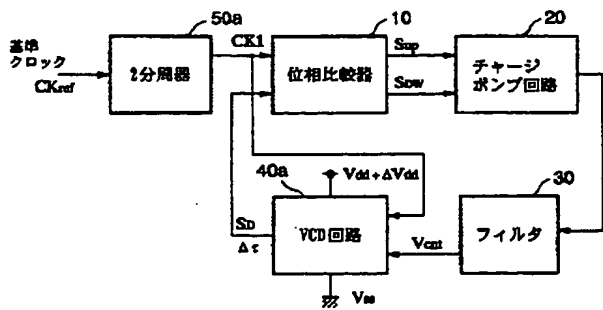 50a
10
20
基準
クロック
CKref
2分周器
CK1
位相比較器
Sup
SDW
チャージ
ポンプ回路
40a
Vdd+ΔVdd
30
SD
Δτ
VCD回路
Vcnt
フィルタ
Vss